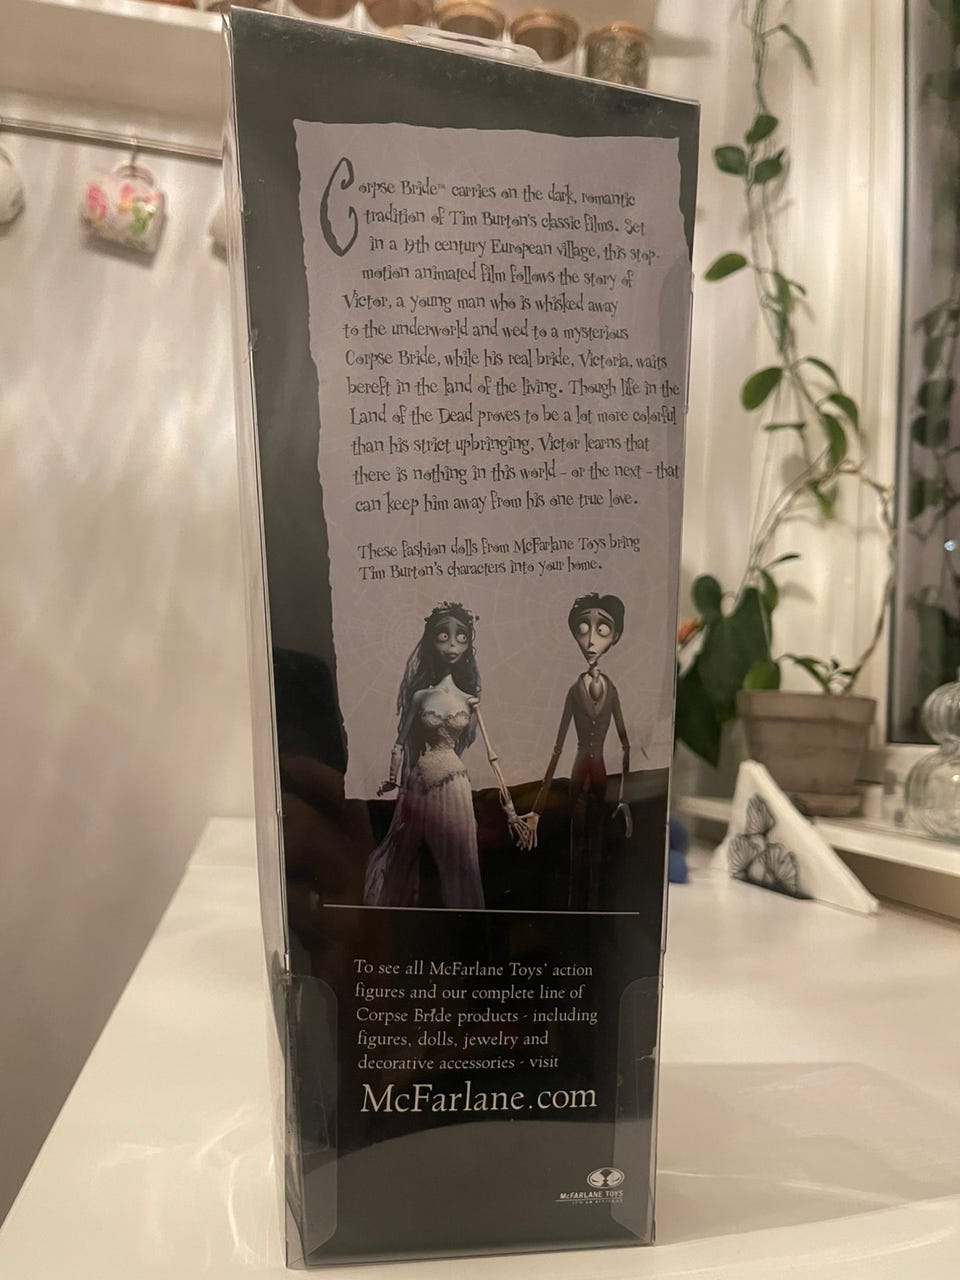 Corpse Bride™ carries on the dark, romantic
tradition of Tim Burton's classic films. Set
in a 19th century European village, this stop-
motion animated film follows the story of
Victor, a young man who is whisked away
to the underworld and wed to a mysterious
Corpse Bride, while his real bride, Victoria, waits
bereft in the land of the living. Though life in the
Land of the Dead proves to be a lot more colorful
than his strict upbringing, Victor learns that
there is nothing in this world - or the next - that
can keep him away from his one true love.
These fashion dolls from McFarlane Toys bring
Tim Burton's characters into your home.
To see all McFarlane Toys' action
figures and our complete line of
Corpse Bride products - including
figures, dolls, jewelry and
decorative accessories - visit
McFarlane.com
McFARLANE TOYS